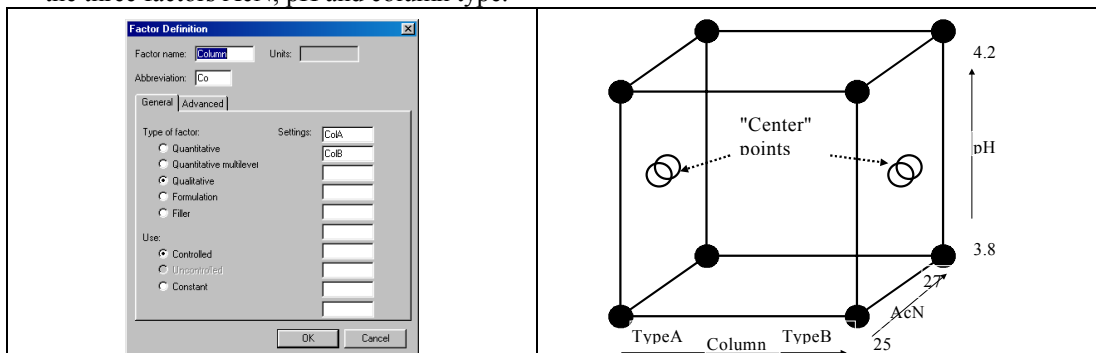 the three factors AcN, pH and column type.
Factor Definition
Factor name: Column Units:
Abbreviation: Co
General Advanced
Type of factor: Settings: ColA
Quantitative ColB
Quantitative multilevel
Qualitative
Formulation
Filler
Use:
Controlled
Uncontrolled
Constant
OK Cancel
4.2
"Center"
points
pH
3.8
27
AcN
TypeA Column TypeB 25